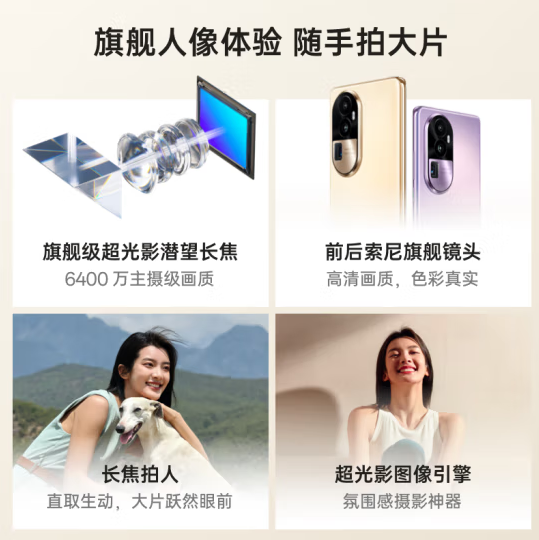 旗舰人像体验 随手拍大片
旗舰级超光影潜望长焦
6400 万主摄级画质
前后索尼旗舰镜头
高清画质，色彩真实
长焦拍人
直取生动，大片跃然眼前
超光影图像引擎
氛围感摄影神器